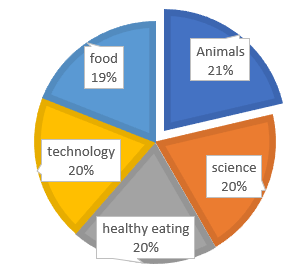 Animals
21%
science
20%
healthy eating
20%
technology
20%
food
19%